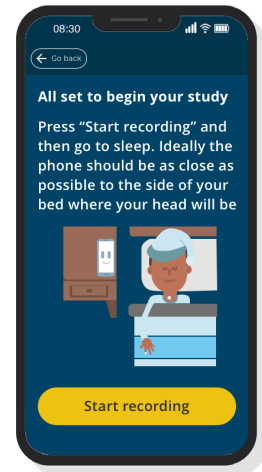 08:30
Go back
All set to begin your study
Press “Start recording” and
then go to sleep. Ideally the
phone should be as close as
possible to the side of your
bed where your head will be
Start recording